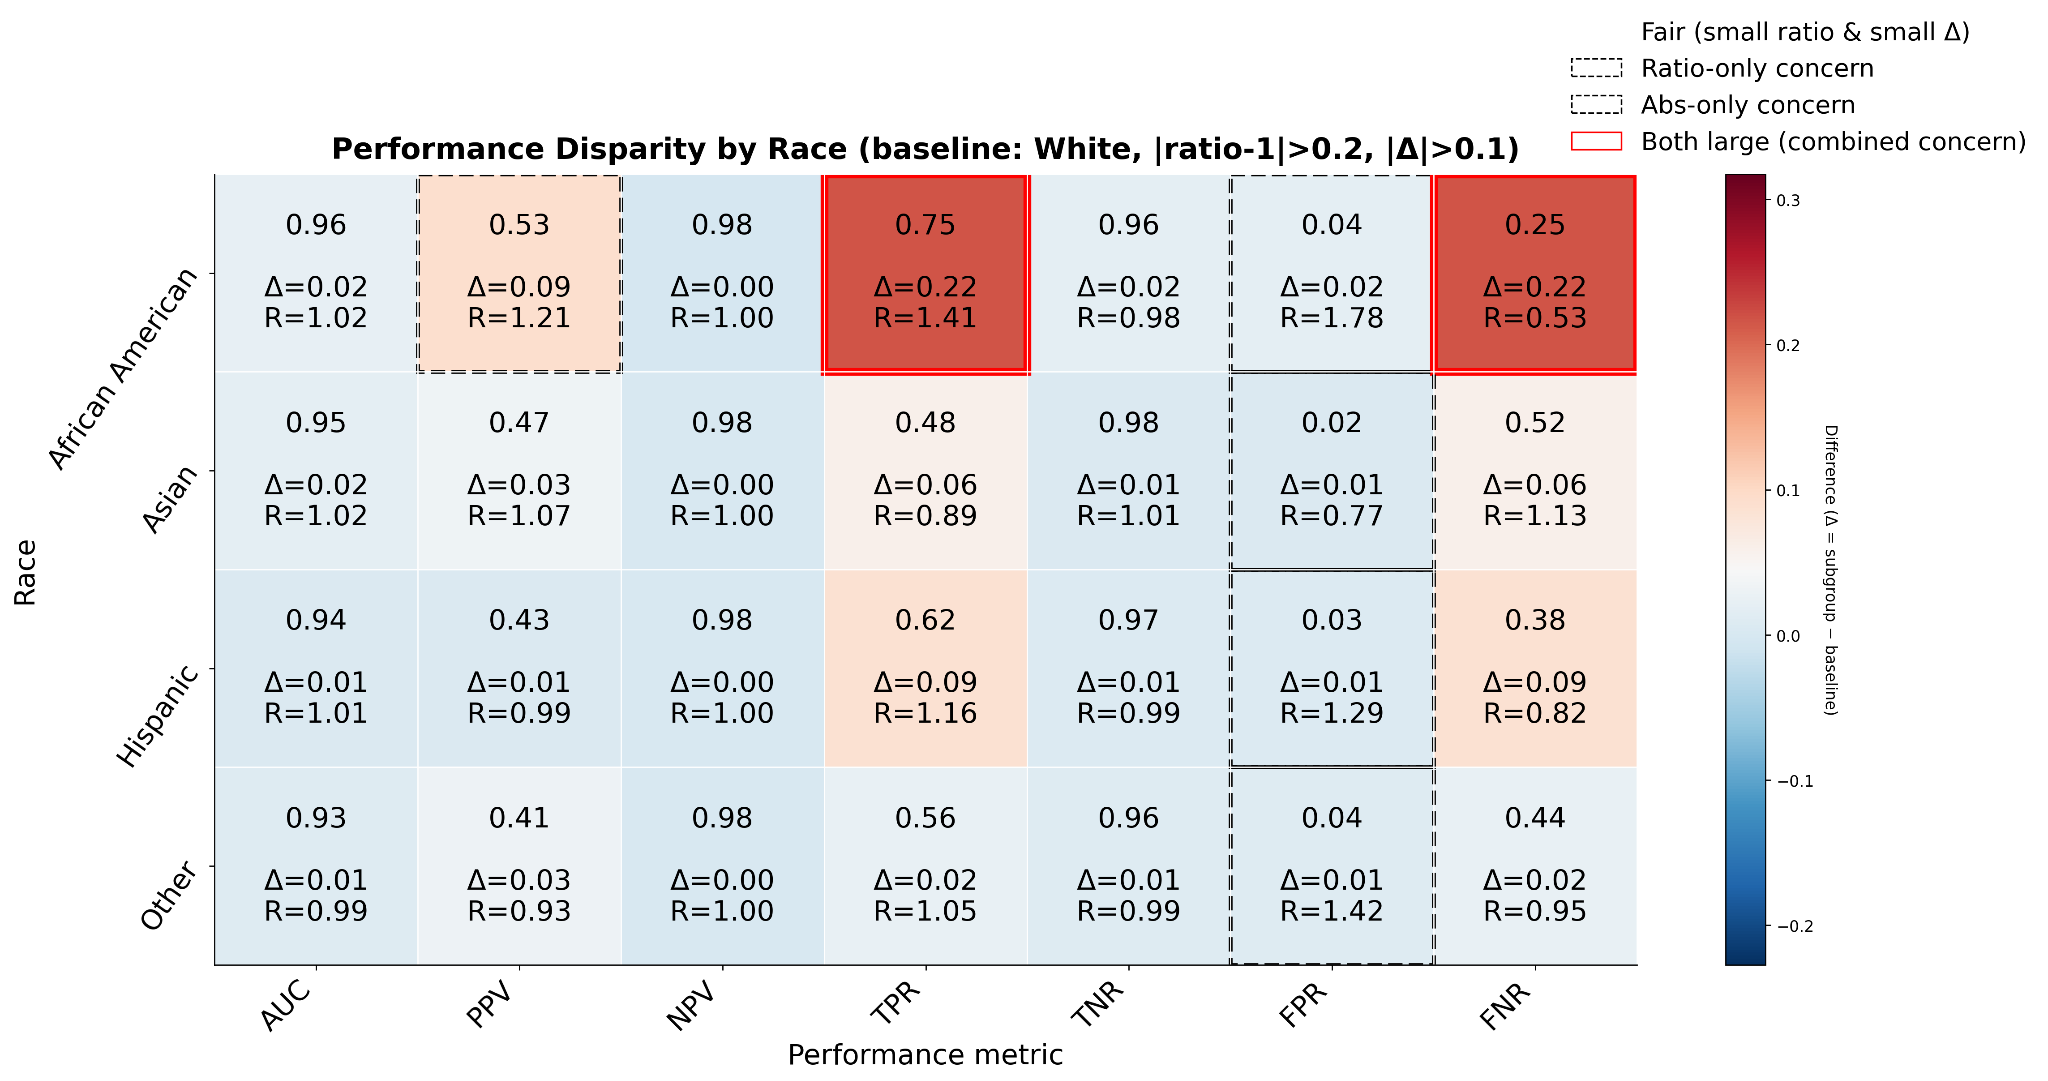 Fair (small ratio & small Δ)
Ratio-only concern
Abs-only concern
Both large (combined concern)
Performance Disparity by Race (baseline: White, |ratio-1|>0.2, |Δ|>0.1)
Race
African American
0.96 0.53 0.98 0.75 0.96 0.04 0.25
Δ=0.02 Δ=0.09 Δ=0.00 Δ=0.22 Δ=0.02 Δ=0.02 Δ=0.22
R=1.02 R=1.21 R=1.00 R=1.41 R=0.98 R=1.78 R=0.53
Asian
0.95 0.47 0.98 0.48 0.98 0.02 0.52
Δ=0.02 Δ=0.03 Δ=0.00 Δ=0.06 Δ=0.01 Δ=0.01 Δ=0.06
R=1.02 R=1.07 R=1.00 R=0.89 R=1.01 R=0.77 R=1.13
Hispanic
0.94 0.43 0.98 0.62 0.97 0.03 0.38
Δ=0.01 Δ=0.01 Δ=0.00 Δ=0.09 Δ=0.01 Δ=0.01 Δ=0.09
R=1.01 R=0.99 R=1.00 R=1.16 R=0.99 R=1.29 R=0.82
Other
0.93 0.41 0.98 0.56 0.96 0.04 0.44
Δ=0.01 Δ=0.03 Δ=0.00 Δ=0.02 Δ=0.01 Δ=0.01 Δ=0.02
R=0.99 R=0.93 R=1.00 R=1.05 R=0.99 R=1.42 R=0.95
AUC PPV NPV TPR TNR FPR FNR
Performance metric
0.3
0.2
0.1
0.0
−0.1
−0.2
Difference (Δ = subgroup − baseline)